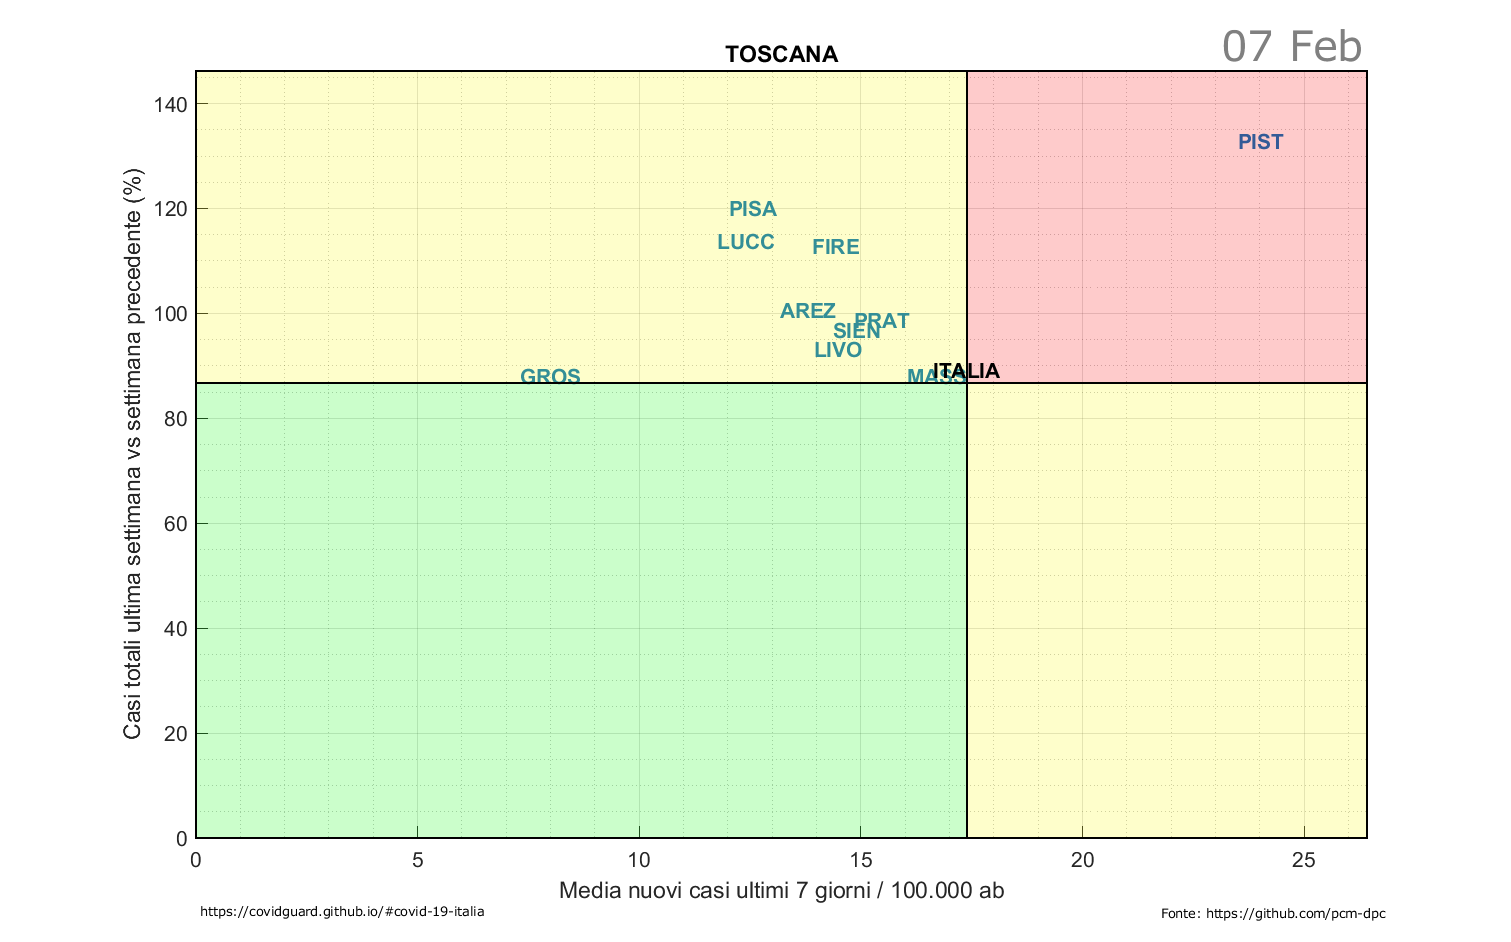 07 Feb
TOSCANA
Casi totali ultima settimana vs settimana precedente (%)
140
120
100
80
60
40
20
0
PIST
PISA
LUCC
FIRE
AREZ
PRAT
SIEN
LIVO
ITALIA
GROS
MASS
0 5 10 15 20 25
Media nuovi casi ultimi 7 giorni / 100.000 ab
https://covidguard.github.io/#covid-19-italia
Fonte: https://github.com/pcm-dpc